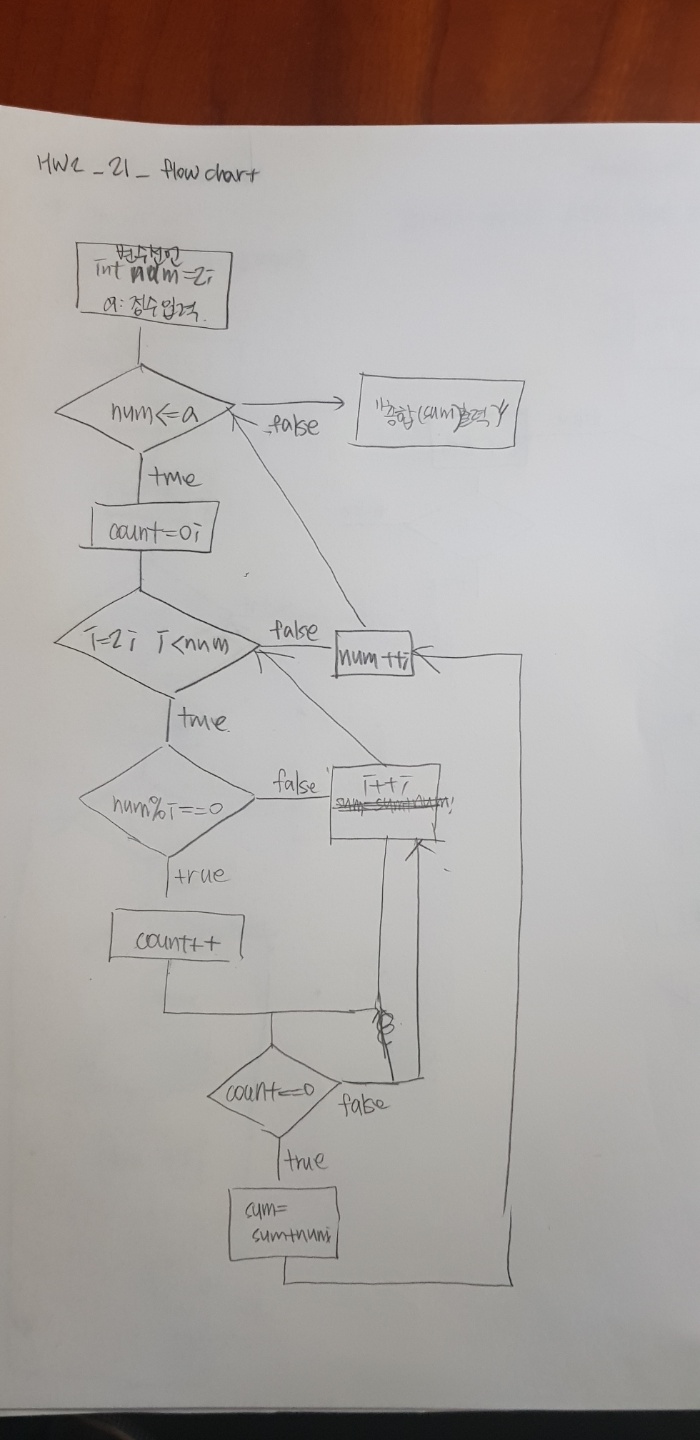 HW2_21_ flow chart
변수선언
int num=2;
a: 정수입력.
num<=a
false
"총합(sum)출력"
true
count=0;
i=2; i<num
false
num++;
true
num%i==0
false
i++;
sum=sum+num;
true
count++
count==0
false
true
sum=
sum+num;